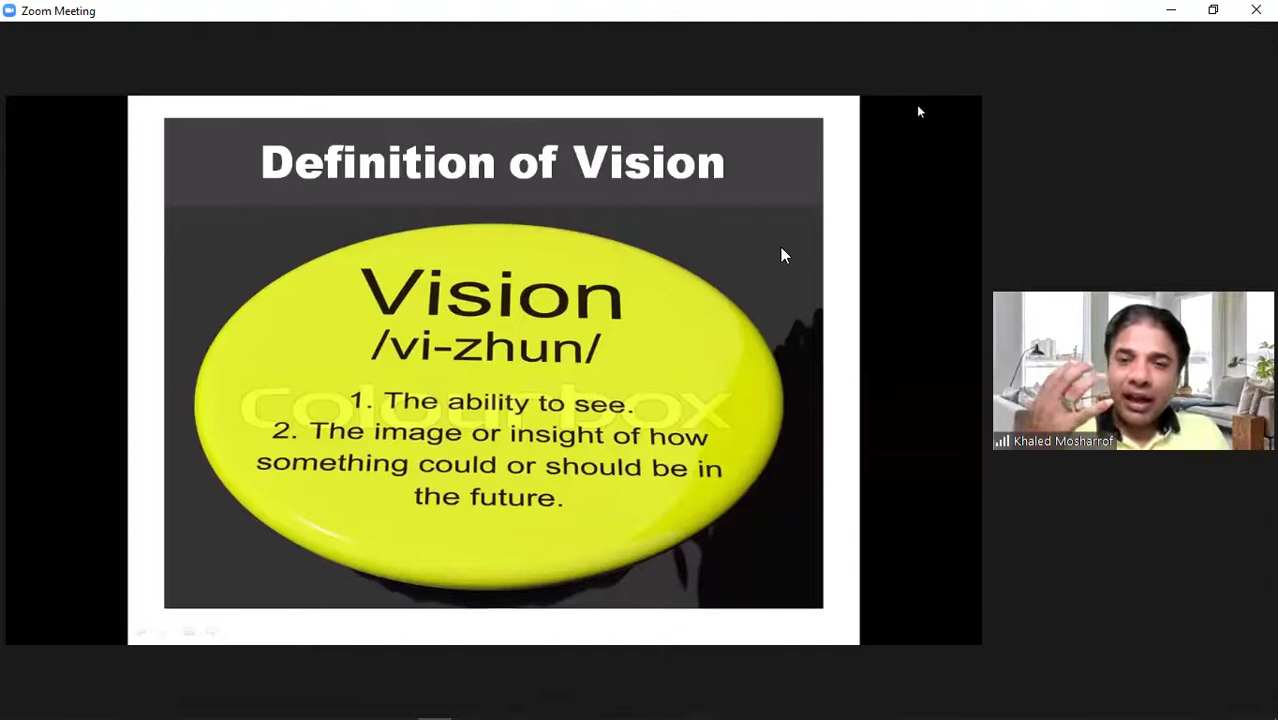 Zoom Meeting
Definition of Vision
Vision
/vi-zhun/
1. The ability to see.
2. The image or insight of how
something could or should be in
the future.
Colourbox
Khaled Mosharrof